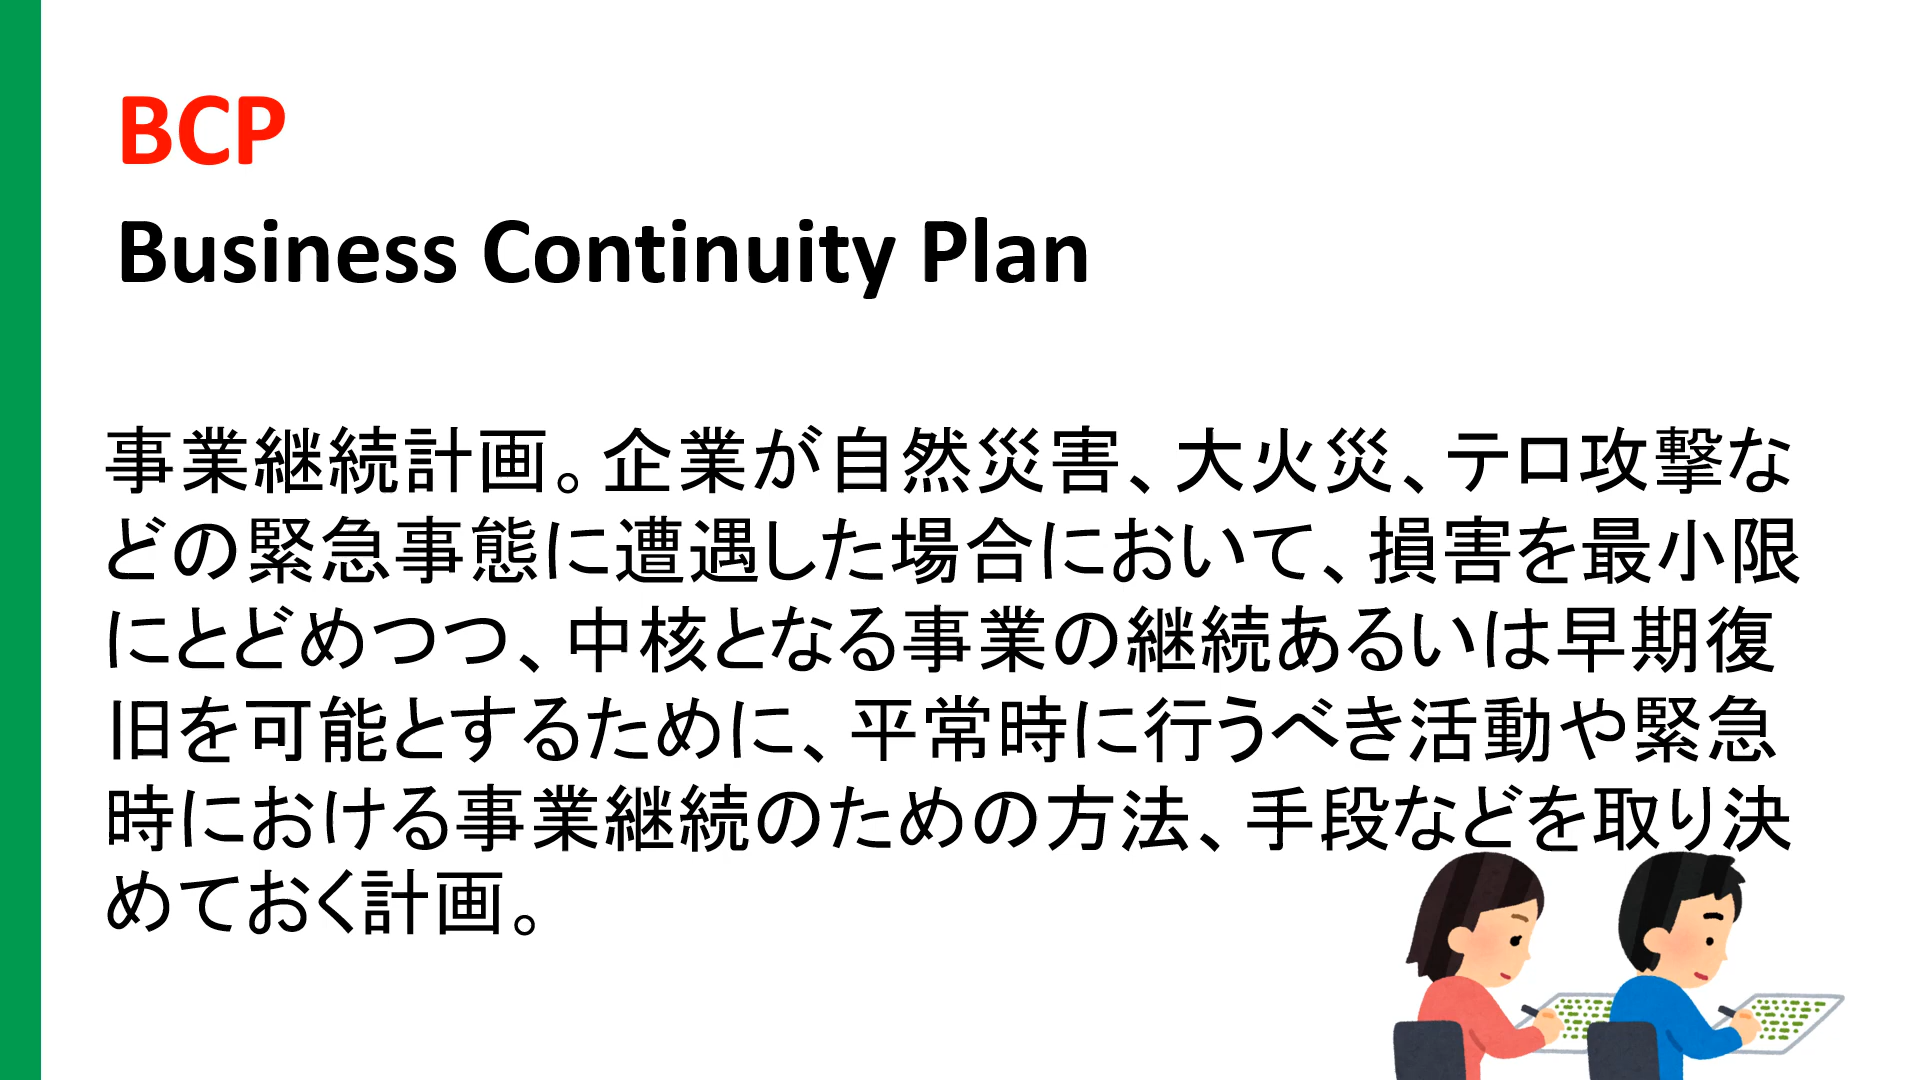 BCP
Business Continuity Plan
事業継続計画。企業が自然災害、大火災、テロ攻撃な
どの緊急事態に遭遇した場合において、損害を最小限
にとどめつつ、中核となる事業の継続あるいは早期復
旧を可能とするために、平常時に行うべき活動や緊急
時における事業継続のための方法、手段などを取り決
めておく計画。